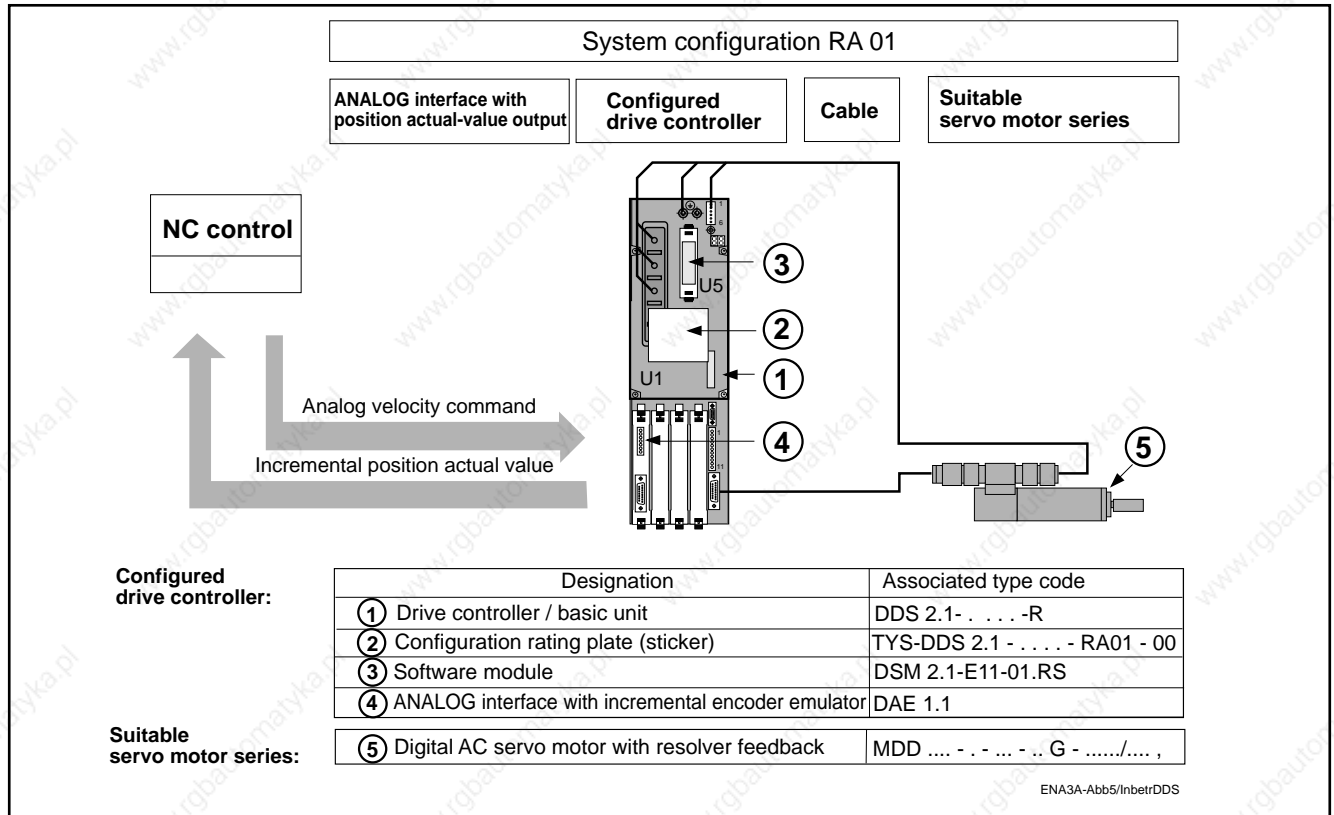 System configuration RA 01
ANALOG interface with
position actual-value output
Configured
drive controller
Cable
Suitable
servo motor series
NC control
1
6
3
U5
2
U1
1
Analog velocity command
1
4
11
5
Incremental position actual value
Configured
drive controller:
Designation Associated type code
1 Drive controller / basic unit DDS 2.1- . . . . -R
2 Configuration rating plate (sticker) TYS-DDS 2.1 - . . . . - RA01 - 00
3 Software module DSM 2.1-E11-01.RS
4 ANALOG interface with incremental encoder emulator DAE 1.1
Suitable
servo motor series:
5 Digital AC servo motor with resolver feedback MDD .... - . - ... - .. G - ....../.... ,
ENA3A-Abb5/InbetrDDS
www.rgbautomatyka.pl